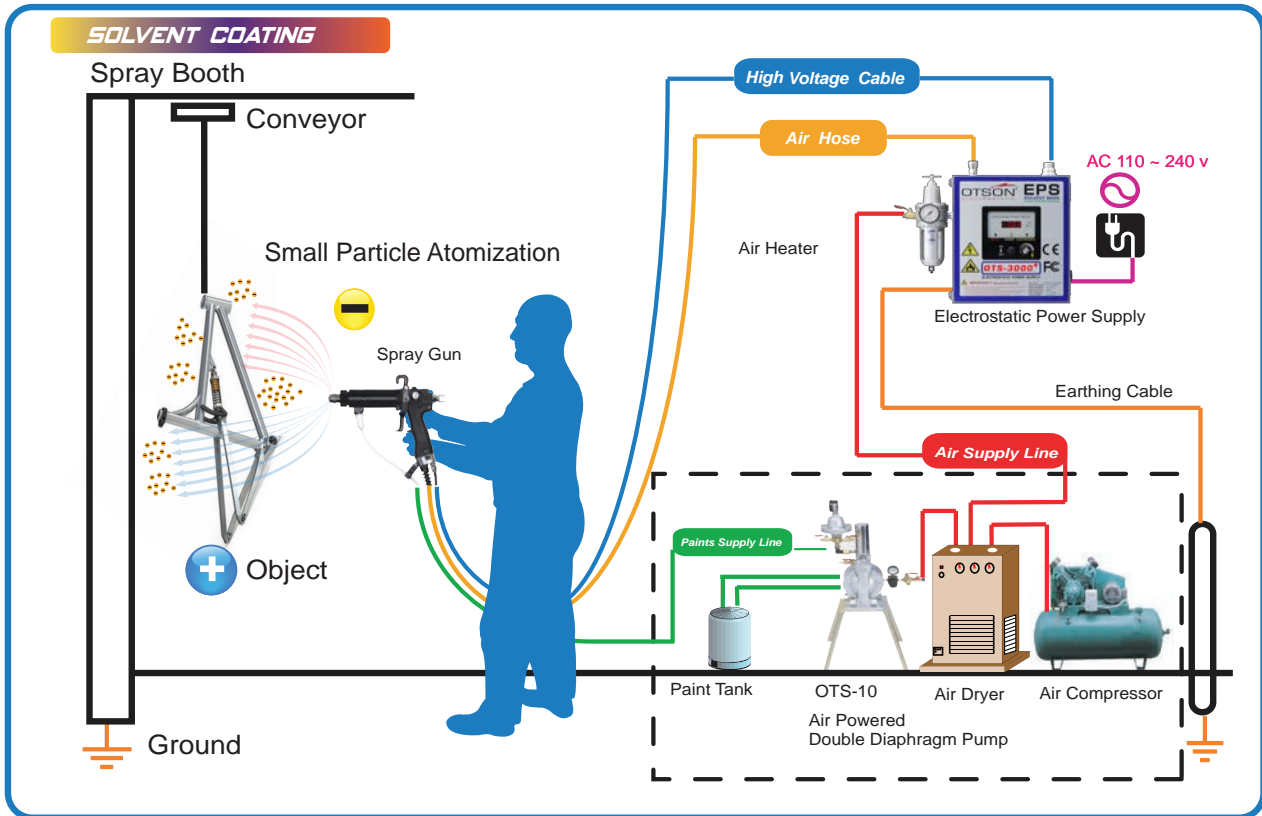 SOLVENT COATING
Spray Booth
Conveyor
High Voltage Cable
Air Hose
AC 110 ~ 240 v
OTSON EPS
OTS-3000
Air Heater
Electrostatic Power Supply
Small Particle Atomization
Spray Gun
Earthing Cable
Air Supply Line
Paints Supply Line
Object
Paint Tank
OTS-10
Air Powered
Double Diaphragm Pump
Air Dryer
Air Compressor
Ground